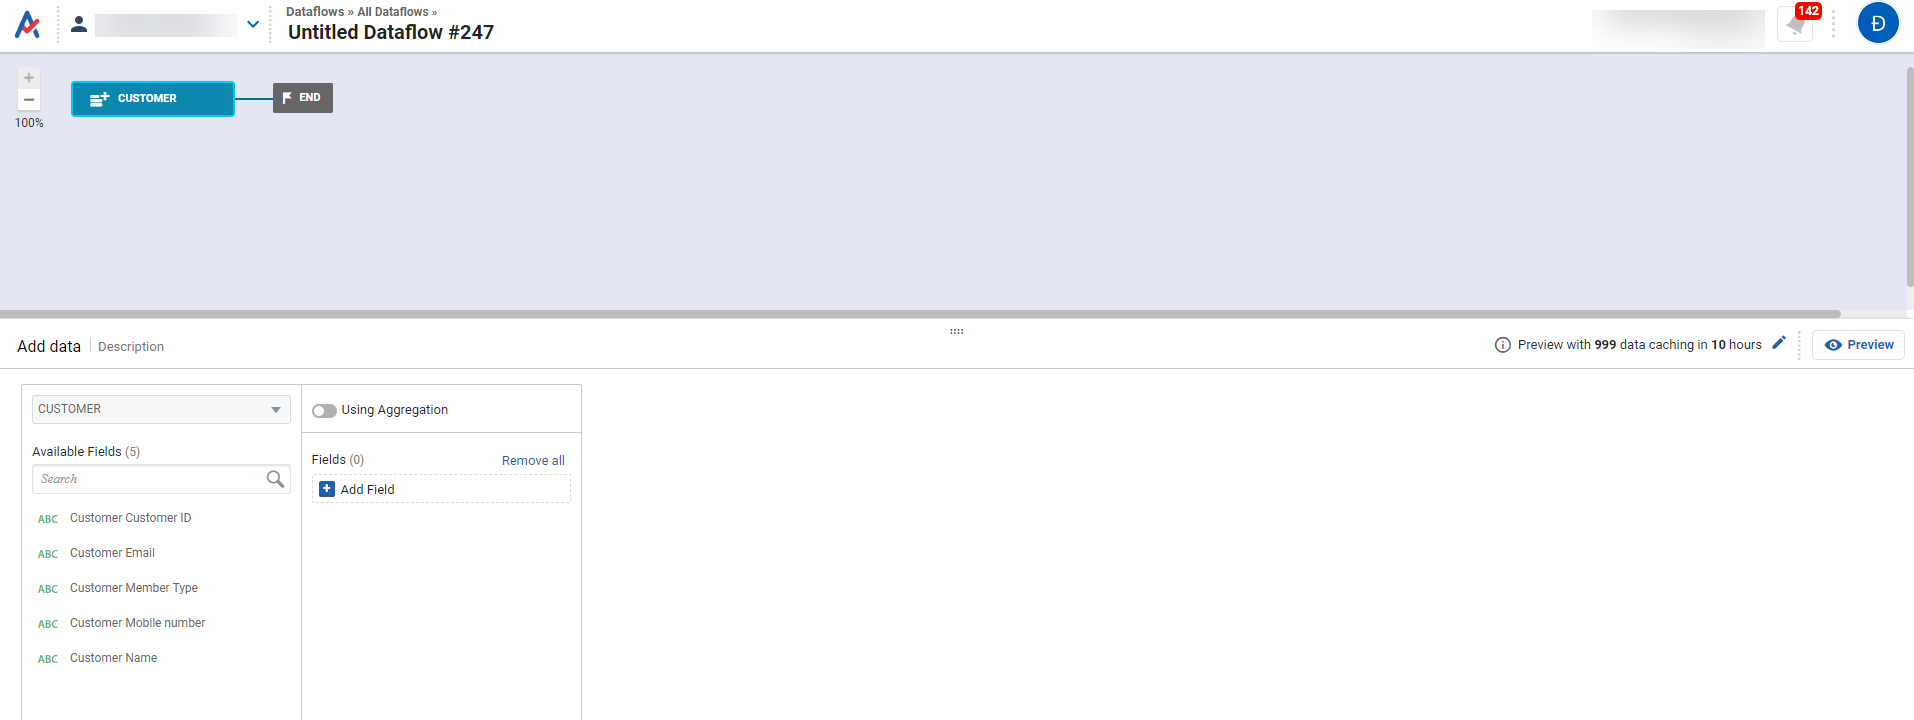 Dataflows » All Dataflows »
Untitled Dataflow #247
142
Đ
+
−
100%
CUSTOMER
END
Add data
Description
Preview with 999 data caching in 10 hours
Preview
CUSTOMER
Using Aggregation
Available Fields (5)
Fields (0)
Remove all
Search
+ Add Field
ABC Customer Customer ID
ABC Customer Email
ABC Customer Member Type
ABC Customer Mobile number
ABC Customer Name